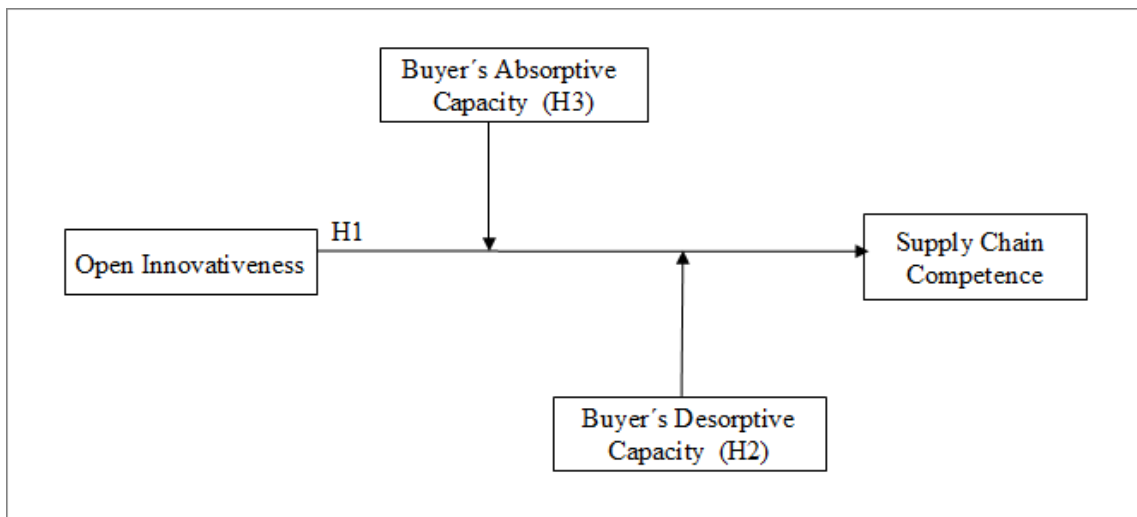 Buyer´s Absorptive
Capacity (H3)
H1
Open Innovativeness
Supply Chain
Competence
Buyer´s Desorptive
Capacity (H2)